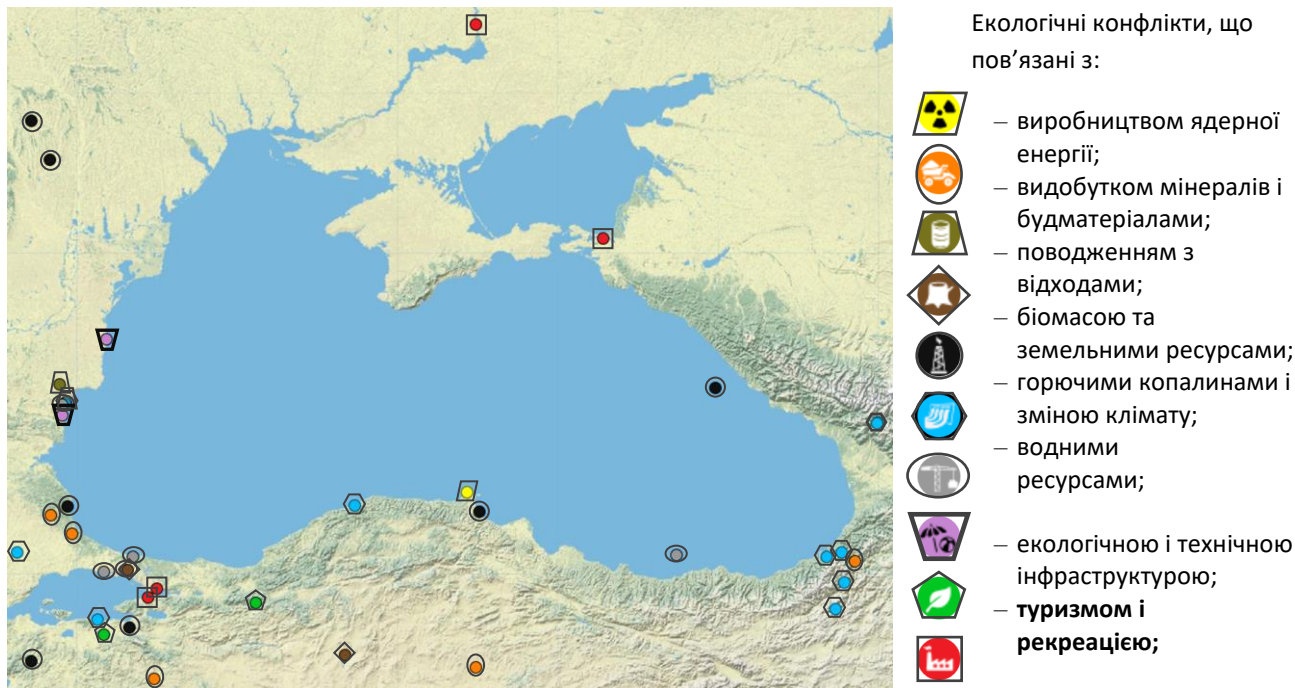 Екологічні конфлікти, що
пов’язані з:
– виробництвом ядерної
енергії;
– видобутком мінералів і
будматеріалами;
– поводженням з
відходами;
– біомасою та
земельними ресурсами;
– горючими копалинами і
зміною клімату;
– водними
ресурсами;
– екологічною і технічною
інфраструктурою;
– туризмом і
рекреацією;